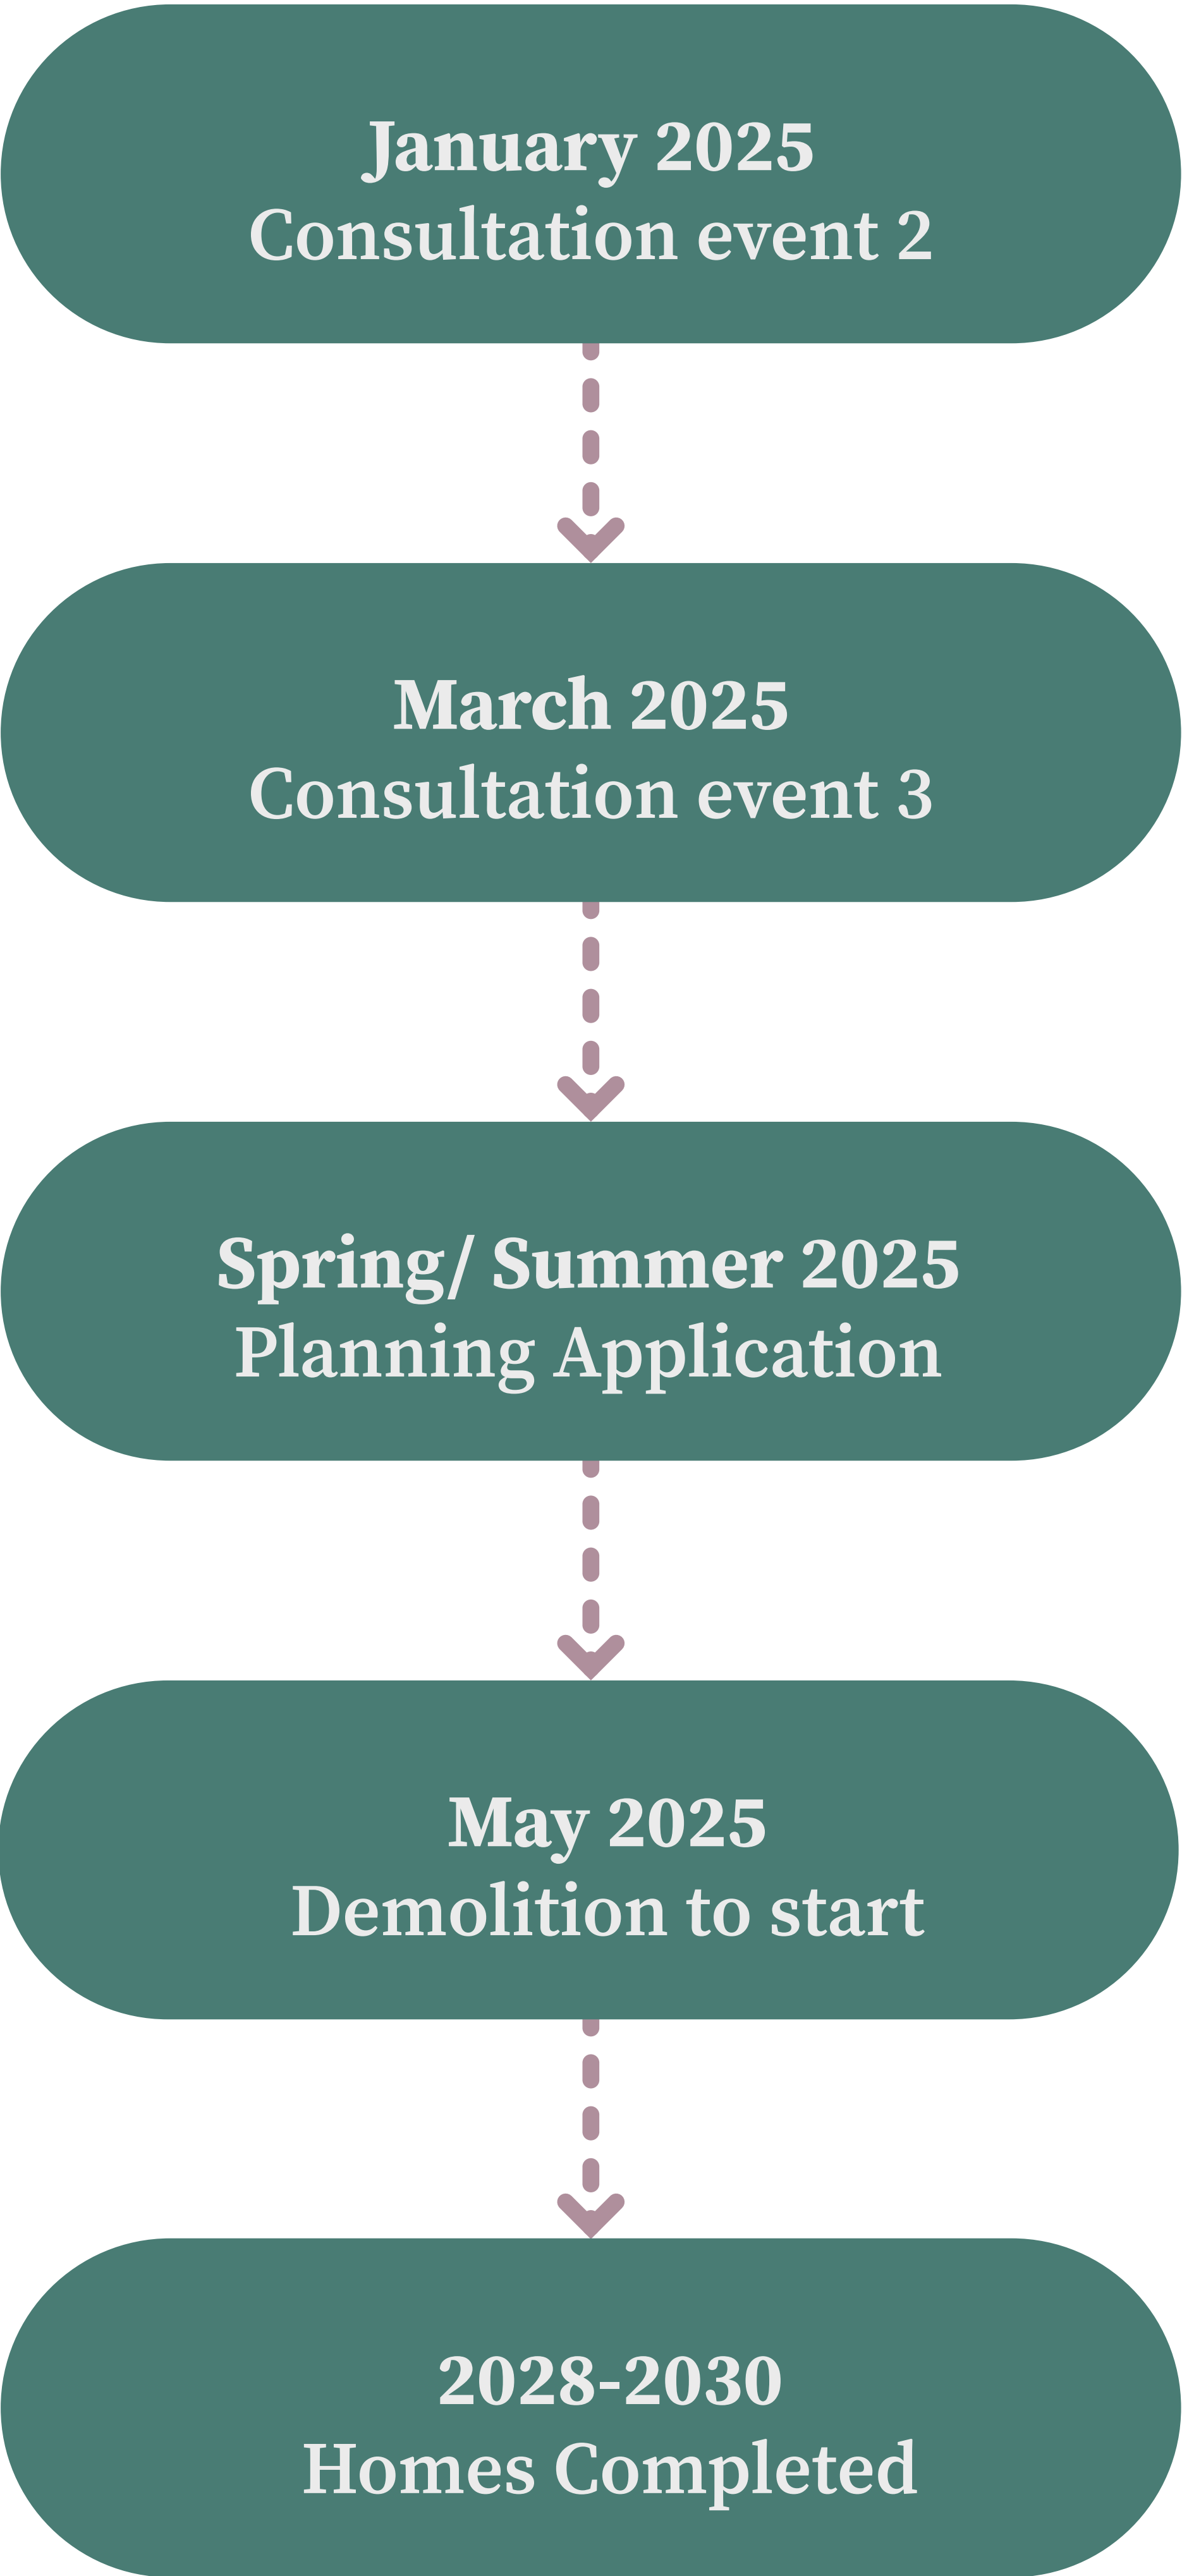 January 2025
Consultation event 2
March 2025
Consultation event 3
Spring/ Summer 2025
Planning Application
May 2025
Demolition to start
2028-2030
Homes Completed